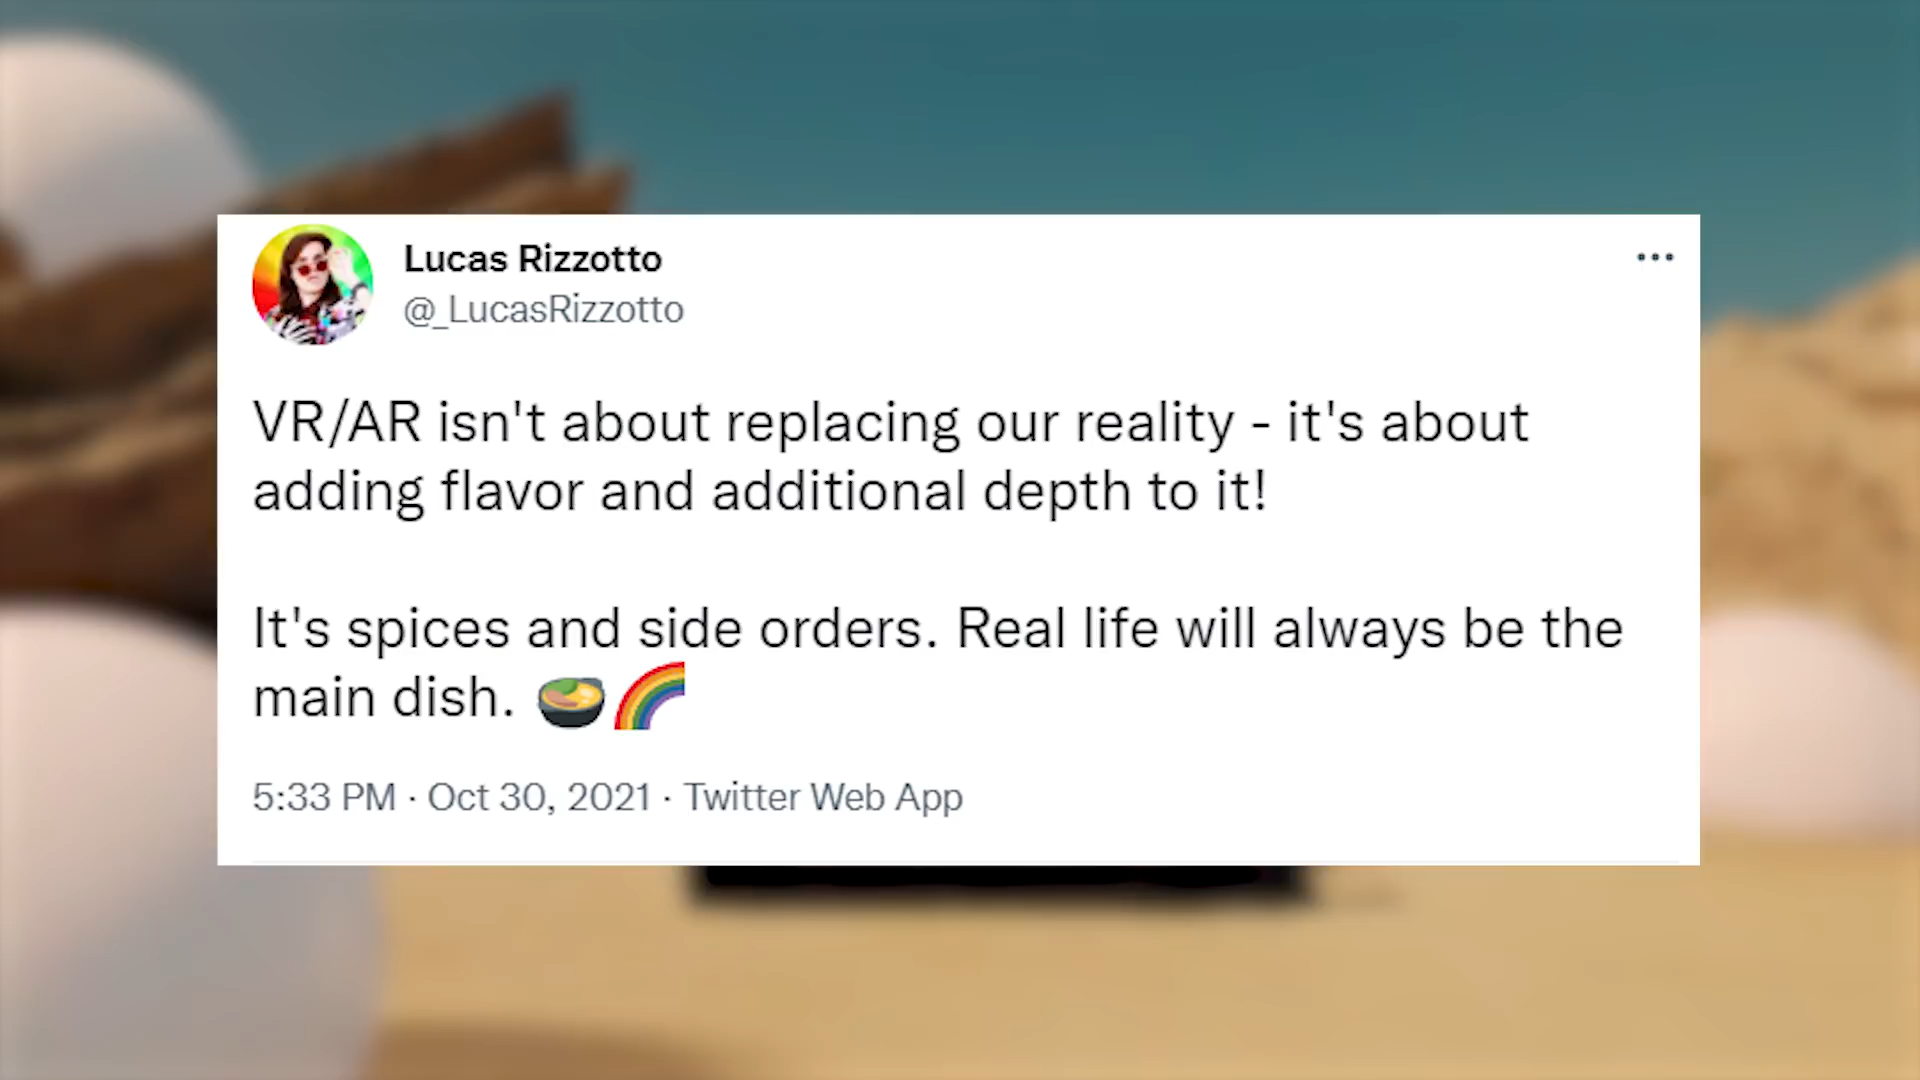 Lucas Rizzotto
@_LucasRizzotto
VR/AR isn't about replacing our reality - it's about
adding flavor and additional depth to it!
It's spices and side orders. Real life will always be the
main dish. 🍲🌈
5:33 PM · Oct 30, 2021 · Twitter Web App